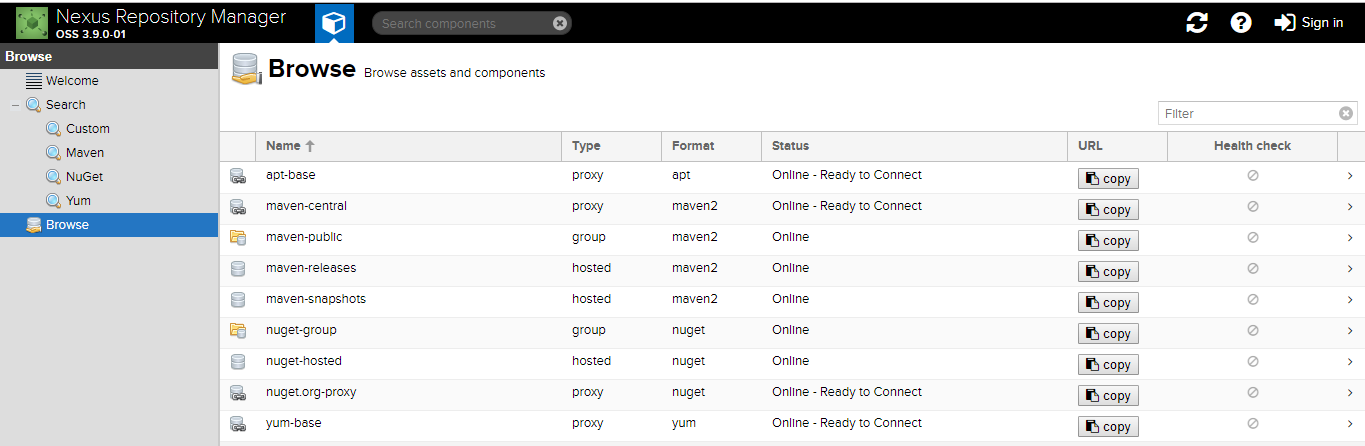 Nexus Repository Manager
OSS 3.9.0-01
Search components
Sign in
Browse
Welcome
Search
Custom
Maven
NuGet
Yum
Browse
Browse Browse assets and components
Filter
Name Type Format Status URL Health check
apt-base proxy apt Online - Ready to Connect copy
maven-central proxy maven2 Online - Ready to Connect copy
maven-public group maven2 Online copy
maven-releases hosted maven2 Online copy
maven-snapshots hosted maven2 Online copy
nuget-group group nuget Online copy
nuget-hosted hosted nuget Online copy
nuget.org-proxy proxy nuget Online - Ready to Connect copy
yum-base proxy yum Online - Ready to Connect copy